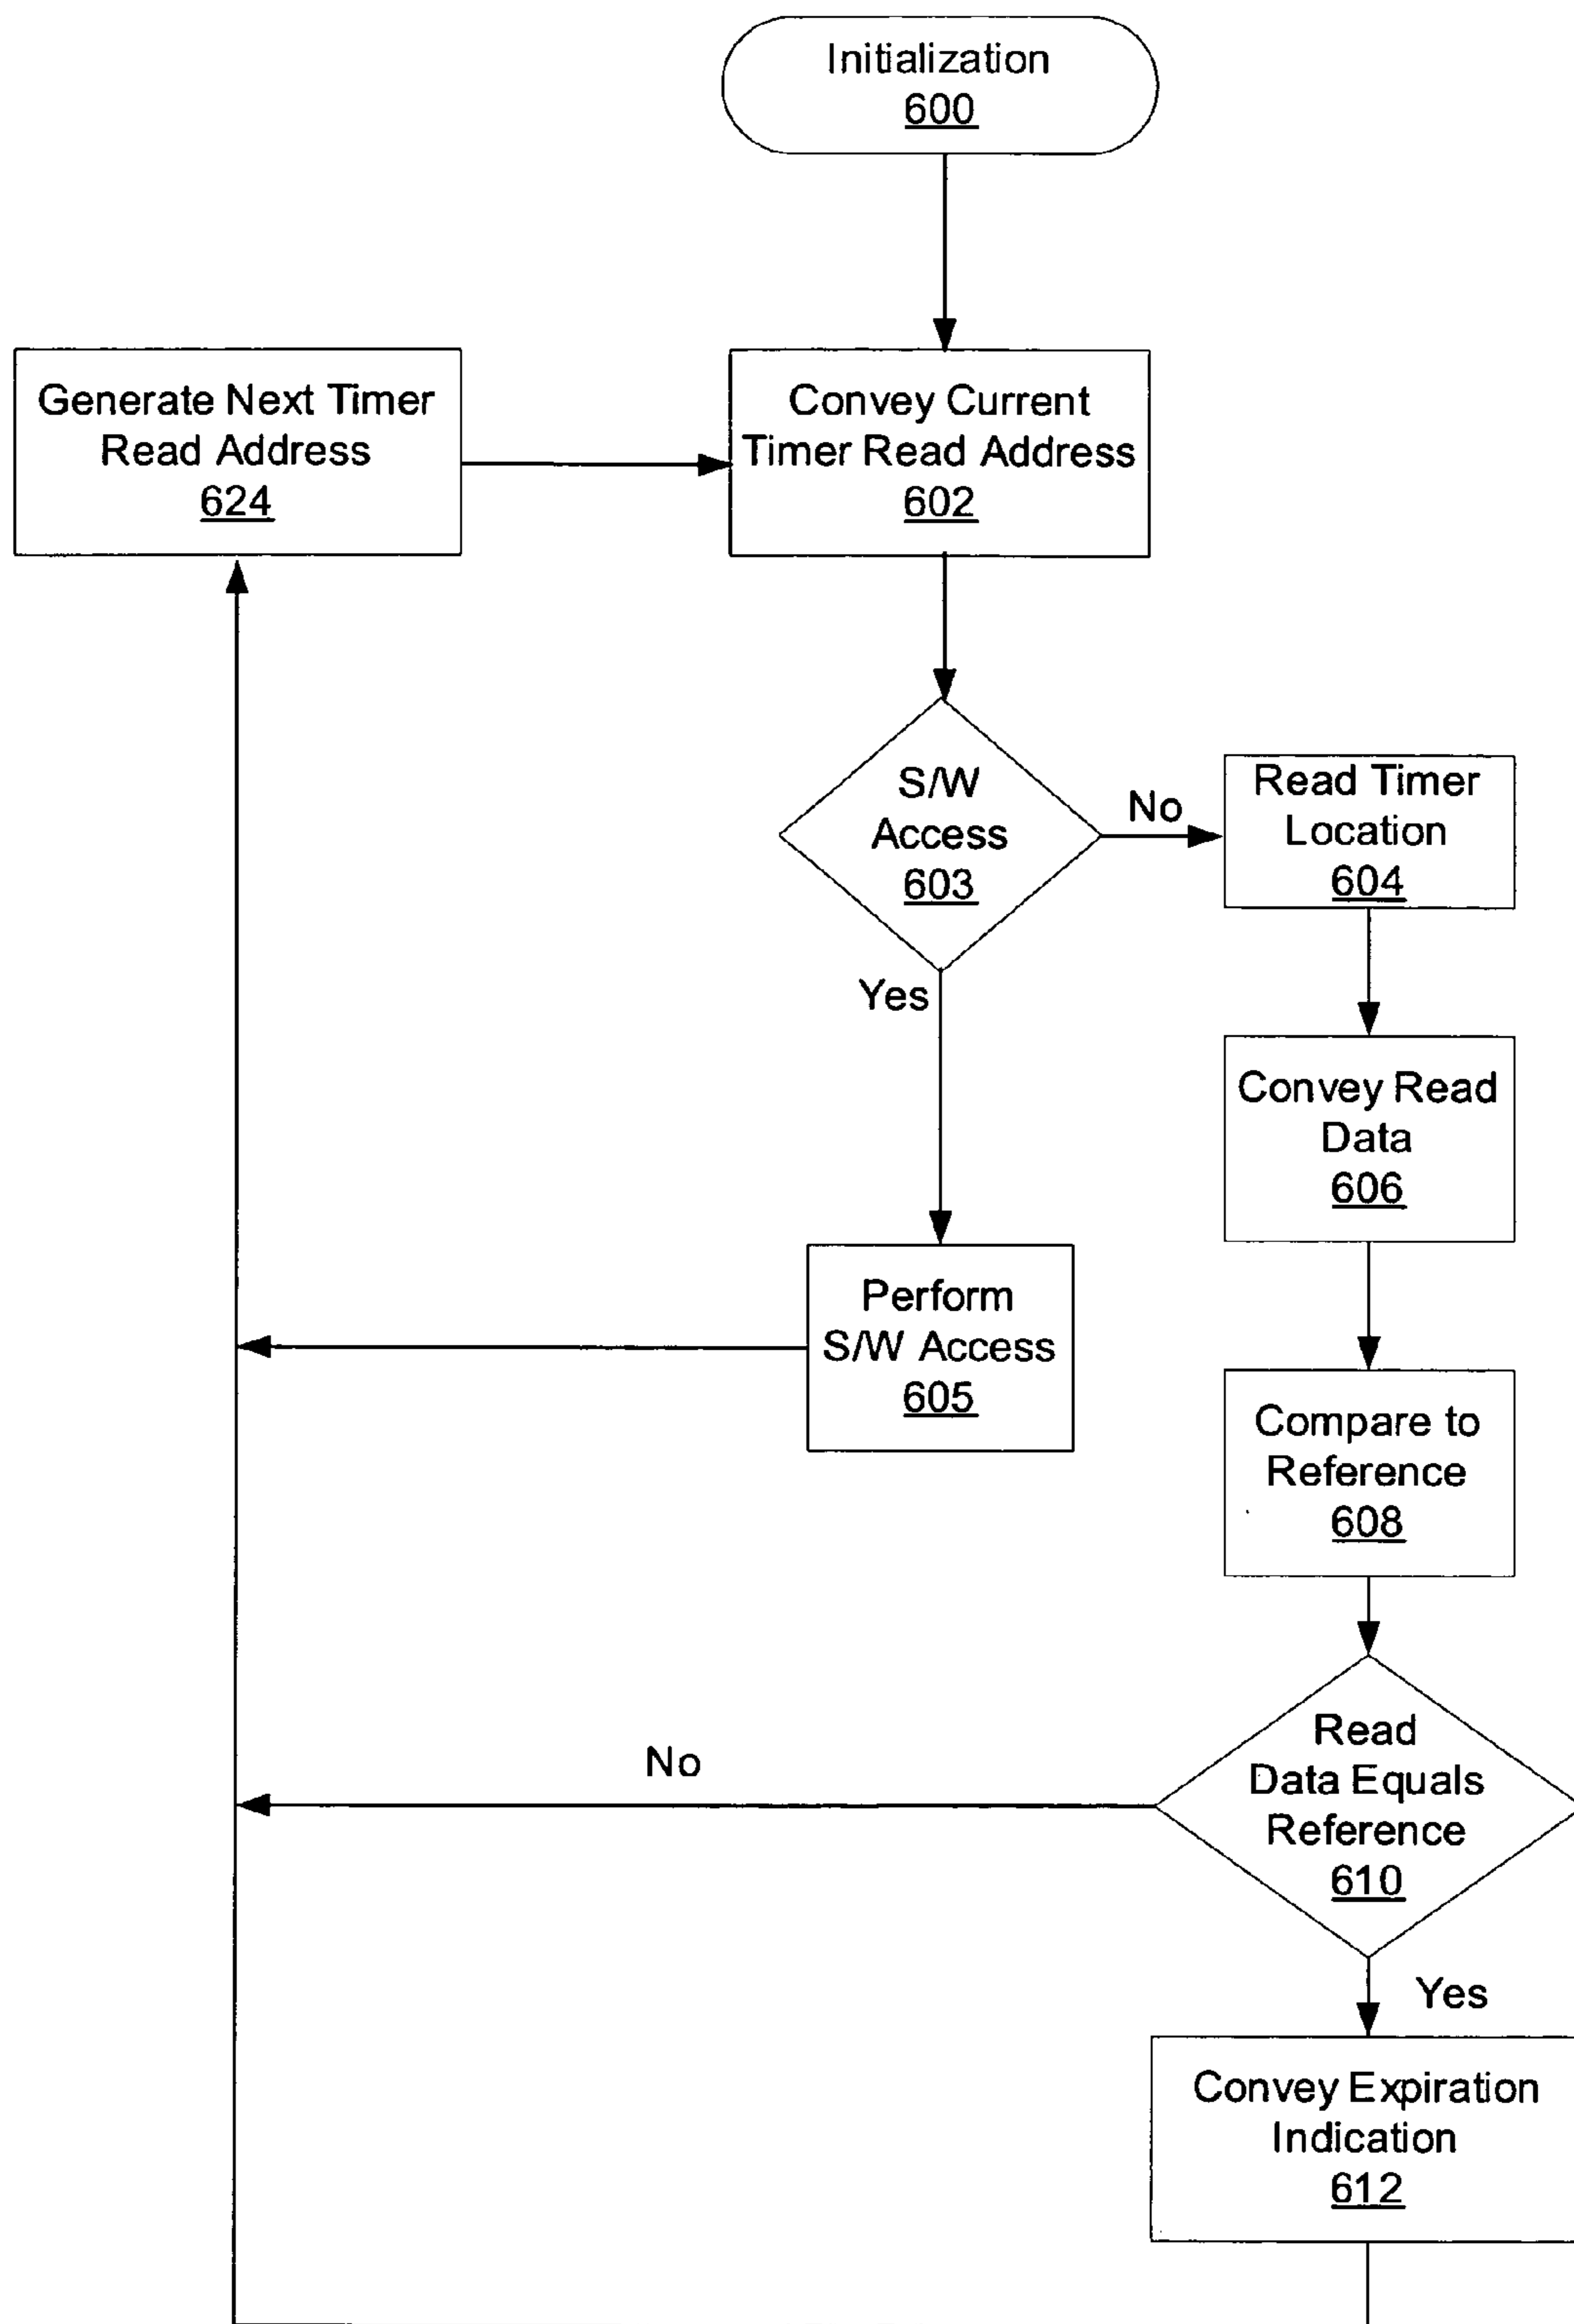 Initialization
600
Generate Next Timer
Read Address
624
Convey Current
Timer Read Address
602
S/W
Access
603
No
Read Timer
Location
604
Yes
Convey Read
Data
606
Perform
S/W Access
605
Compare to
Reference
608
No
Read
Data Equals
Reference
610
Yes
Convey Expiration
Indication
612